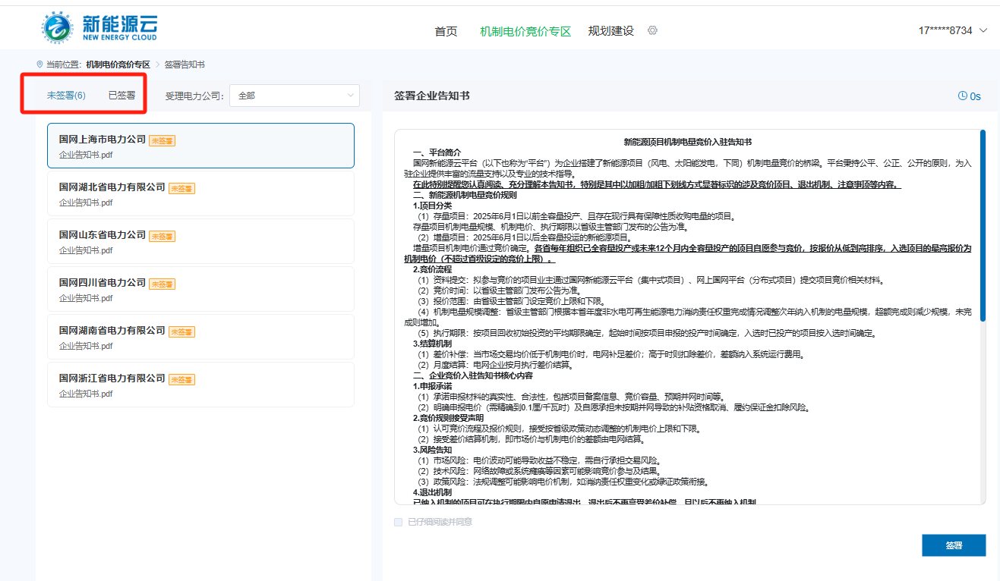 新能源云
NEW ENERGY CLOUD
首页 机制电价竞价专区 规划建设
17*****8734
当前位置: 机制电价竞价专区 > 签署告知书
未签署(6) 已签署 受理电力公司: 全部
国网上海市电力公司 未签署
企业告知书.pdf
国网湖北省电力有限公司 未签署
企业告知书.pdf
国网山东省电力公司 未签署
企业告知书.pdf
国网四川省电力公司 未签署
企业告知书.pdf
国网湖南省电力有限公司 未签署
企业告知书.pdf
国网浙江省电力有限公司 未签署
企业告知书.pdf
签署企业告知书 0s
新能源项目机制电量竞价入驻告知书
一、平台简介
国网新能源云平台（以下也称为“平台”）为企业搭建了新能源项目（风电、太阳能发电，下同）机制电量竞价的桥梁。平台秉持公平、公正、公开的原则，为入
驻企业提供丰富的流量支持以及专业的技术指导。
在此特别提醒您认真阅读、充分理解本告知书，特别是其中以加粗/加粗下划线方式显著标识的涉及竞价项目、退出机制、注意事项等内容。
二、新能源机制电量竞价规则
1.项目分类
（1）存量项目：2025年6月1日以前全容量投产、且存在现行具有保障性质收购电量的项目。
存量项目机制电量规模、机制电价、执行期限以省级主管部门发布的公告为准。
（2）增量项目：2025年6月1日以后全容量投运的新能源项目。
增量项目机制电价通过竞价确定。各省每年组织已全容量投产或未来12个月内全容量投产的项目自愿参与竞价，按报价从低到高排序，入选项目的最高报价为
机制电价（不超过省级设定的竞价上限）。
2.竞价流程
（1）资料提交：拟参与竞价的项目业主通过国网新能源云平台（集中式项目）、网上国网平台（分布式项目）提交项目竞价相关材料。
（2）竞价时间：以省级主管部门发布公告为准。
（3）报价范围：由省级主管部门设定竞价上限和下限。
（4）机制电量规模调整：省级主管部门根据本省年度非水电可再生能源电力消纳责任权重完成情况调整次年纳入机制的电量规模，超额完成则减少规模，未完
成则增加。
（5）执行期限：按项目回收初始投资的平均期限确定，起始时间按项目申报的投产时间确定，入选时已投产的项目按入选时间确定。
3.结算机制
（1）差价补偿：当市场交易均价低于机制电价时，电网补足差价；高于时则扣除差价，差额纳入系统运行费用。
（2）月度结算：电网企业按月执行差价结算。
二、企业竞价入驻告知书核心内容
1.申报承诺
（1）承诺申报材料的真实性、合法性，包括项目备案信息、竞价容量、预期并网时间等。
（2）明确申报电价（需精确到0.1厘/千瓦时）及自愿承担未按期并网导致的补贴资格取消、履约保证金扣除风险。
2.竞价规则接受声明
（1）认可竞价流程及报价规则，接受按省级政策动态调整的机制电价上限和下限。
（2）接受差价结算机制，即市场价与机制电价的差额由电网结算。
3.风险告知
（1）市场风险：电价波动可能导致收益不稳定，需自行承担交易风险。
（2）技术风险：网络故障或系统瘫痪等因素可能影响竞价参与及结果。
（3）政策风险：法规调整可能影响电价机制，如消纳责任权重变化或绿证政策衔接。
4.退出机制
已纳入机制的项目可在执行期限内自愿申请退出，退出后不再享受差价补偿，且以后不再纳入机制
已仔细阅读并同意
签署